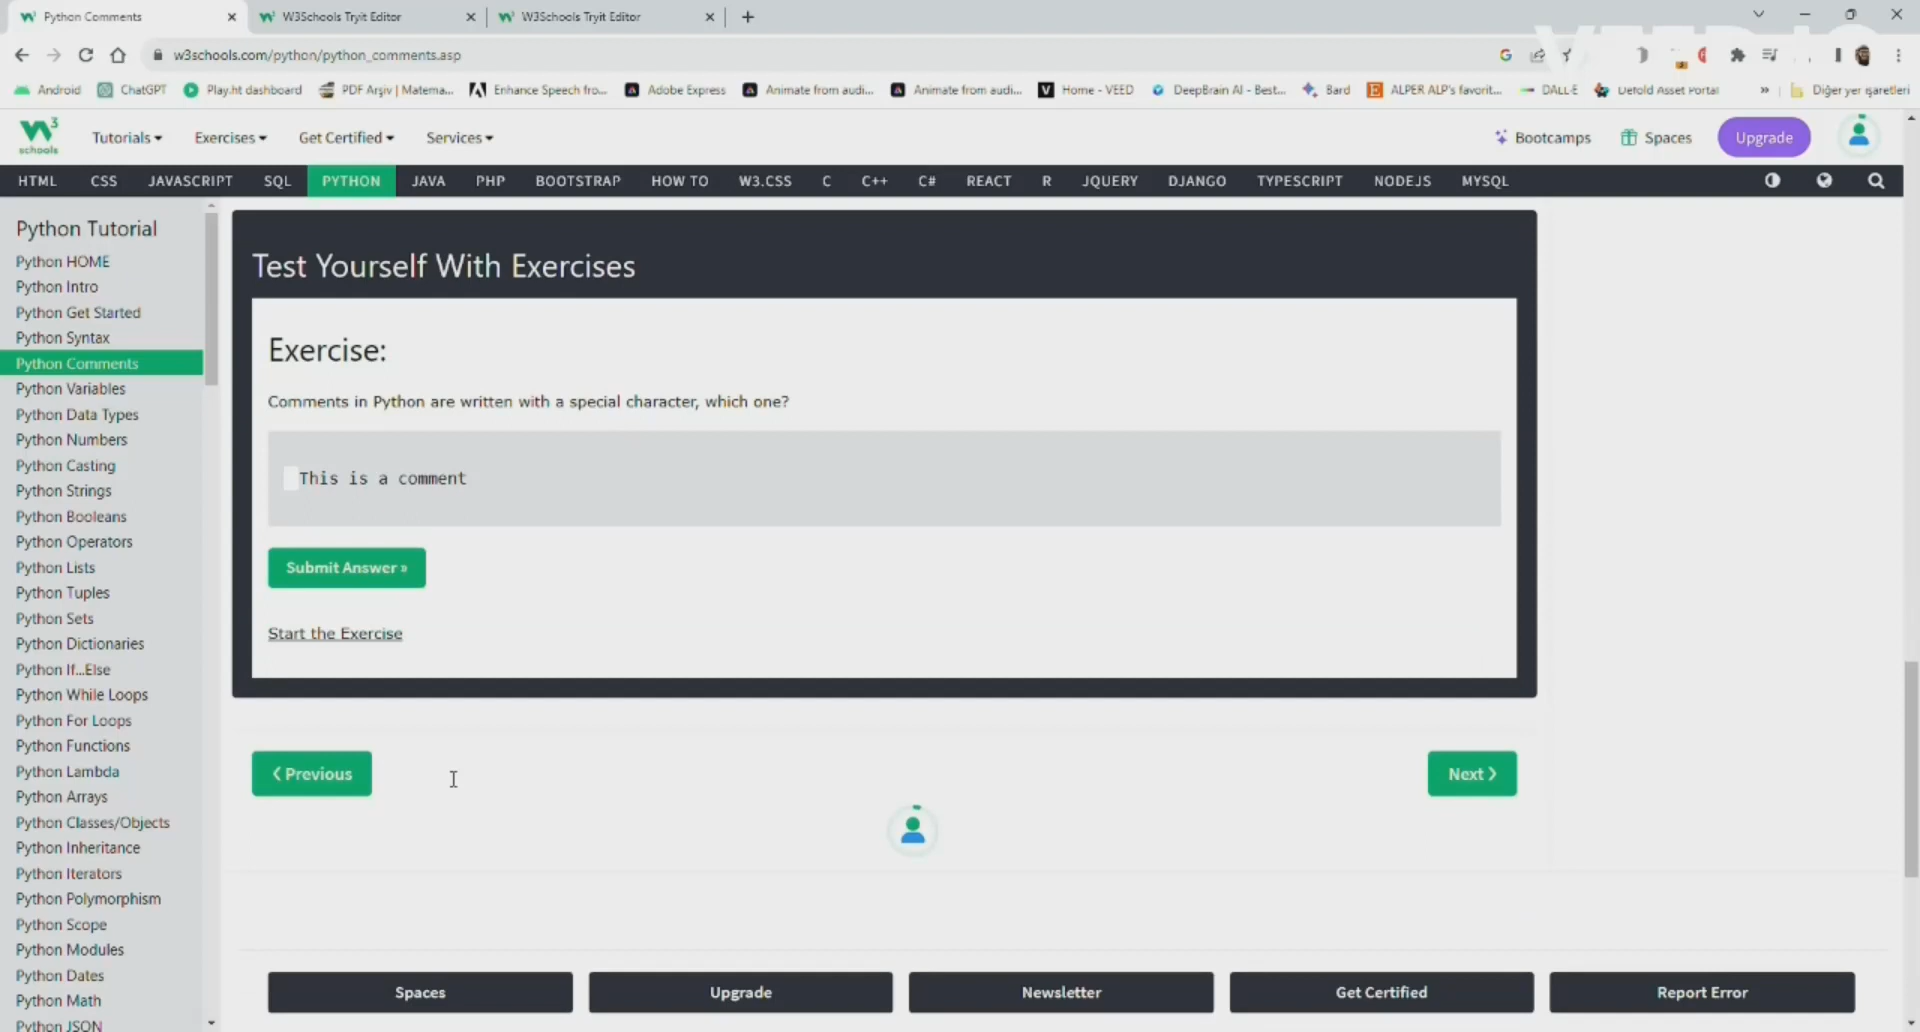 Python Comments
W3Schools Tryit Editor
W3Schools Tryit Editor
w3schools.com/python/python_comments.asp
Android
ChatGPT
Play.ht dashboard
PDF Arşiv | Matema...
Enhance Speech fro...
Adobe Express
Animate from audi...
Animate from audi...
Home - VEED
DeepBrain AI - Best...
Bard
ALPER ALP's favorit...
DALL·E
Defold Asset Portal
»
Diğer yer işaretleri
schools
Tutorials
Exercises
Get Certified
Services
Bootcamps
Spaces
Upgrade
HTML
CSS
JAVASCRIPT
SQL
PYTHON
JAVA
PHP
BOOTSTRAP
HOW TO
W3.CSS
C
C++
C#
REACT
R
JQUERY
DJANGO
TYPESCRIPT
NODEJS
MYSQL
Python Tutorial
Python HOME
Python Intro
Python Get Started
Python Syntax
Python Comments
Python Variables
Python Data Types
Python Numbers
Python Casting
Python Strings
Python Booleans
Python Operators
Python Lists
Python Tuples
Python Sets
Python Dictionaries
Python If...Else
Python While Loops
Python For Loops
Python Functions
Python Lambda
Python Arrays
Python Classes/Objects
Python Inheritance
Python Iterators
Python Polymorphism
Python Scope
Python Modules
Python Dates
Python Math
Python JSON
Test Yourself With Exercises
Exercise:
Comments in Python are written with a special character, which one?
This is a comment
Submit Answer »
Start the Exercise
❮ Previous
Next ❯
Spaces
Upgrade
Newsletter
Get Certified
Report Error